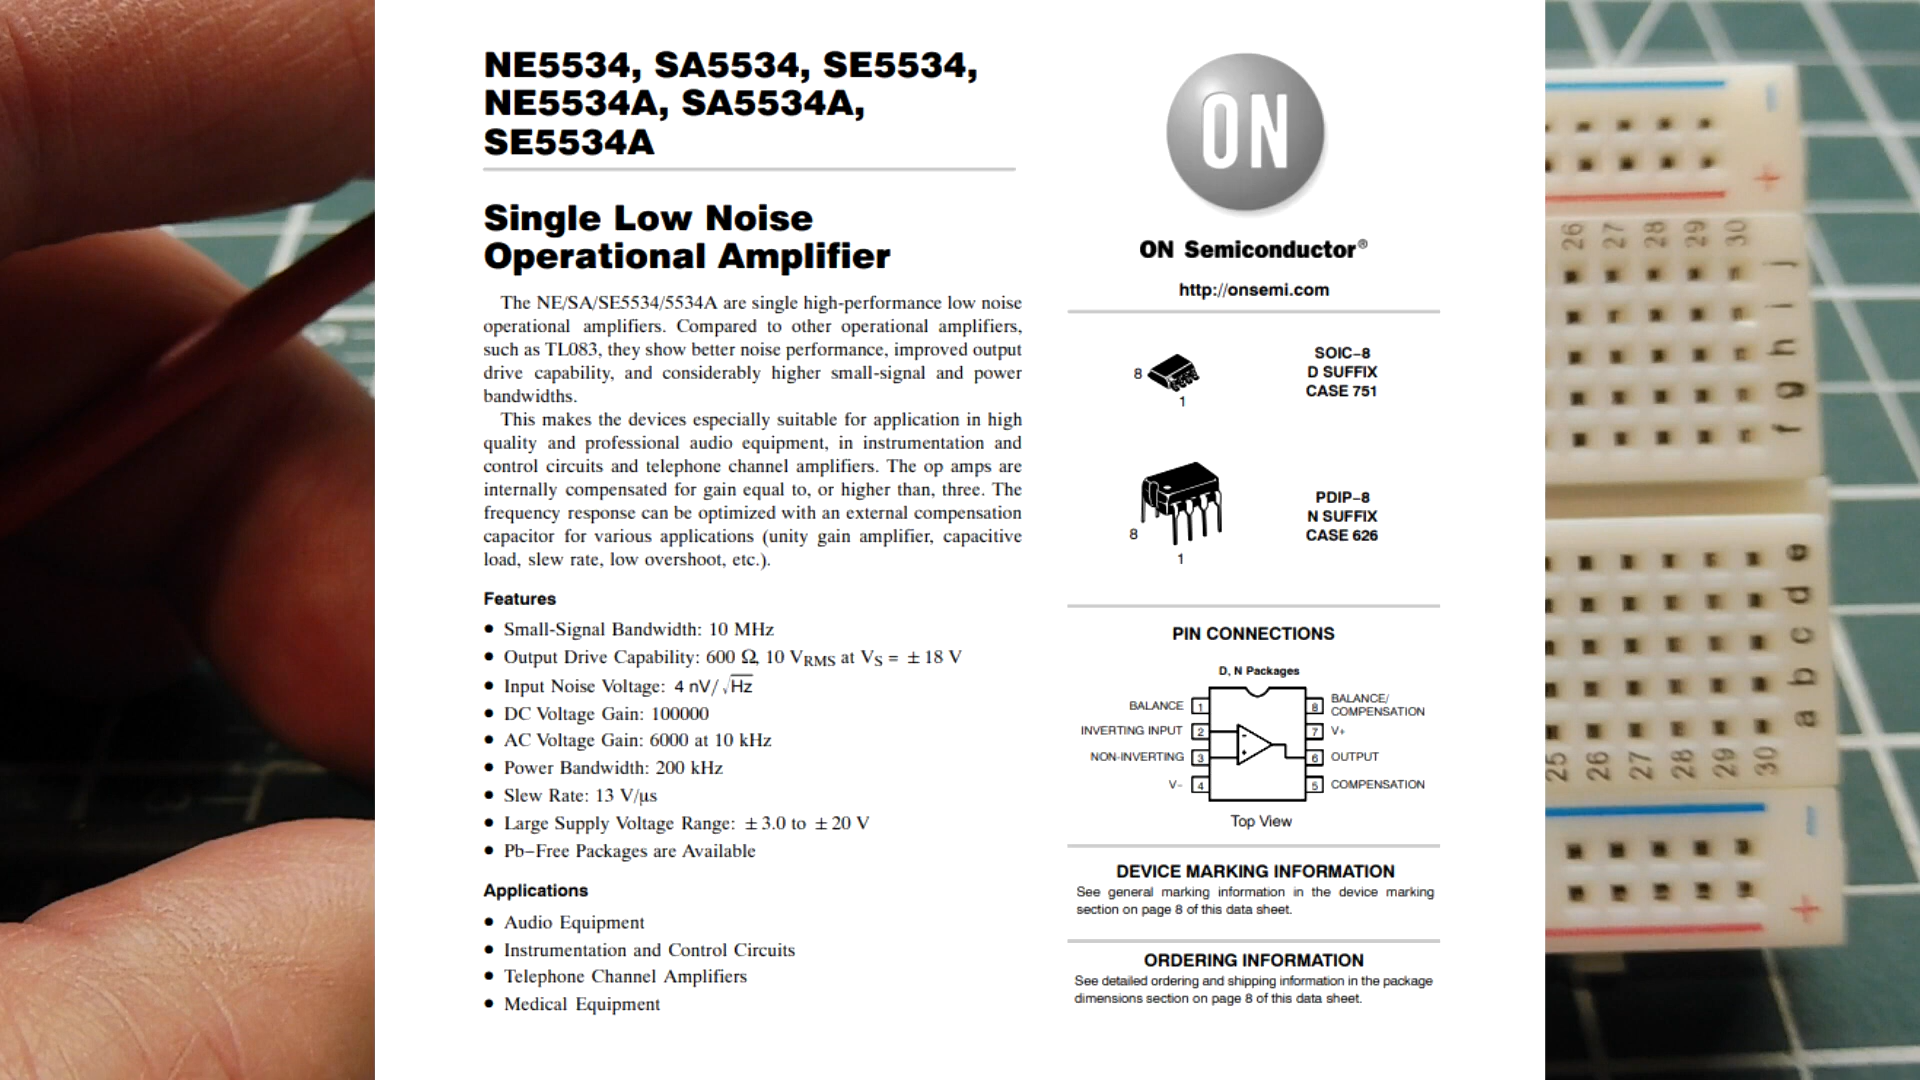 NE5534, SA5534, SE5534,
NE5534A, SA5534A,
SE5534A
Single Low Noise
Operational Amplifier
The NE/SA/SE5534/5534A are single high-performance low noise
operational amplifiers. Compared to other operational amplifiers,
such as TL083, they show better noise performance, improved output
drive capability, and considerably higher small-signal and power
bandwidths.
This makes the devices especially suitable for application in high
quality and professional audio equipment, in instrumentation and
control circuits and telephone channel amplifiers. The op amps are
internally compensated for gain equal to, or higher than, three. The
frequency response can be optimized with an external compensation
capacitor for various applications (unity gain amplifier, capacitive
load, slew rate, low overshoot, etc.).
Features
• Small-Signal Bandwidth: 10 MHz
• Output Drive Capability: 600 Ω, 10 VRMS at VS = ±18 V
• Input Noise Voltage: 4 nV/√Hz
• DC Voltage Gain: 100000
• AC Voltage Gain: 6000 at 10 kHz
• Power Bandwidth: 200 kHz
• Slew Rate: 13 V/μs
• Large Supply Voltage Range: ±3.0 to ±20 V
• Pb−Free Packages are Available
Applications
• Audio Equipment
• Instrumentation and Control Circuits
• Telephone Channel Amplifiers
• Medical Equipment
ON
ON Semiconductor®
http://onsemi.com
8
1
SOIC−8
D SUFFIX
CASE 751
8
1
PDIP−8
N SUFFIX
CASE 626
PIN CONNECTIONS
D, N Packages
BALANCE 1
INVERTING INPUT 2
NON-INVERTING 3
V− 4
8 BALANCE/
COMPENSATION
7 V+
6 OUTPUT
5 COMPENSATION
- +
Top View
DEVICE MARKING INFORMATION
See general marking information in the device marking
section on page 8 of this data sheet.
ORDERING INFORMATION
See detailed ordering and shipping information in the package
dimensions section on page 8 of this data sheet.
−
+
26 27 28 29 30
j
i
h
g
f
e
d
c
b
a
25 26 27 28 29 30
−
+